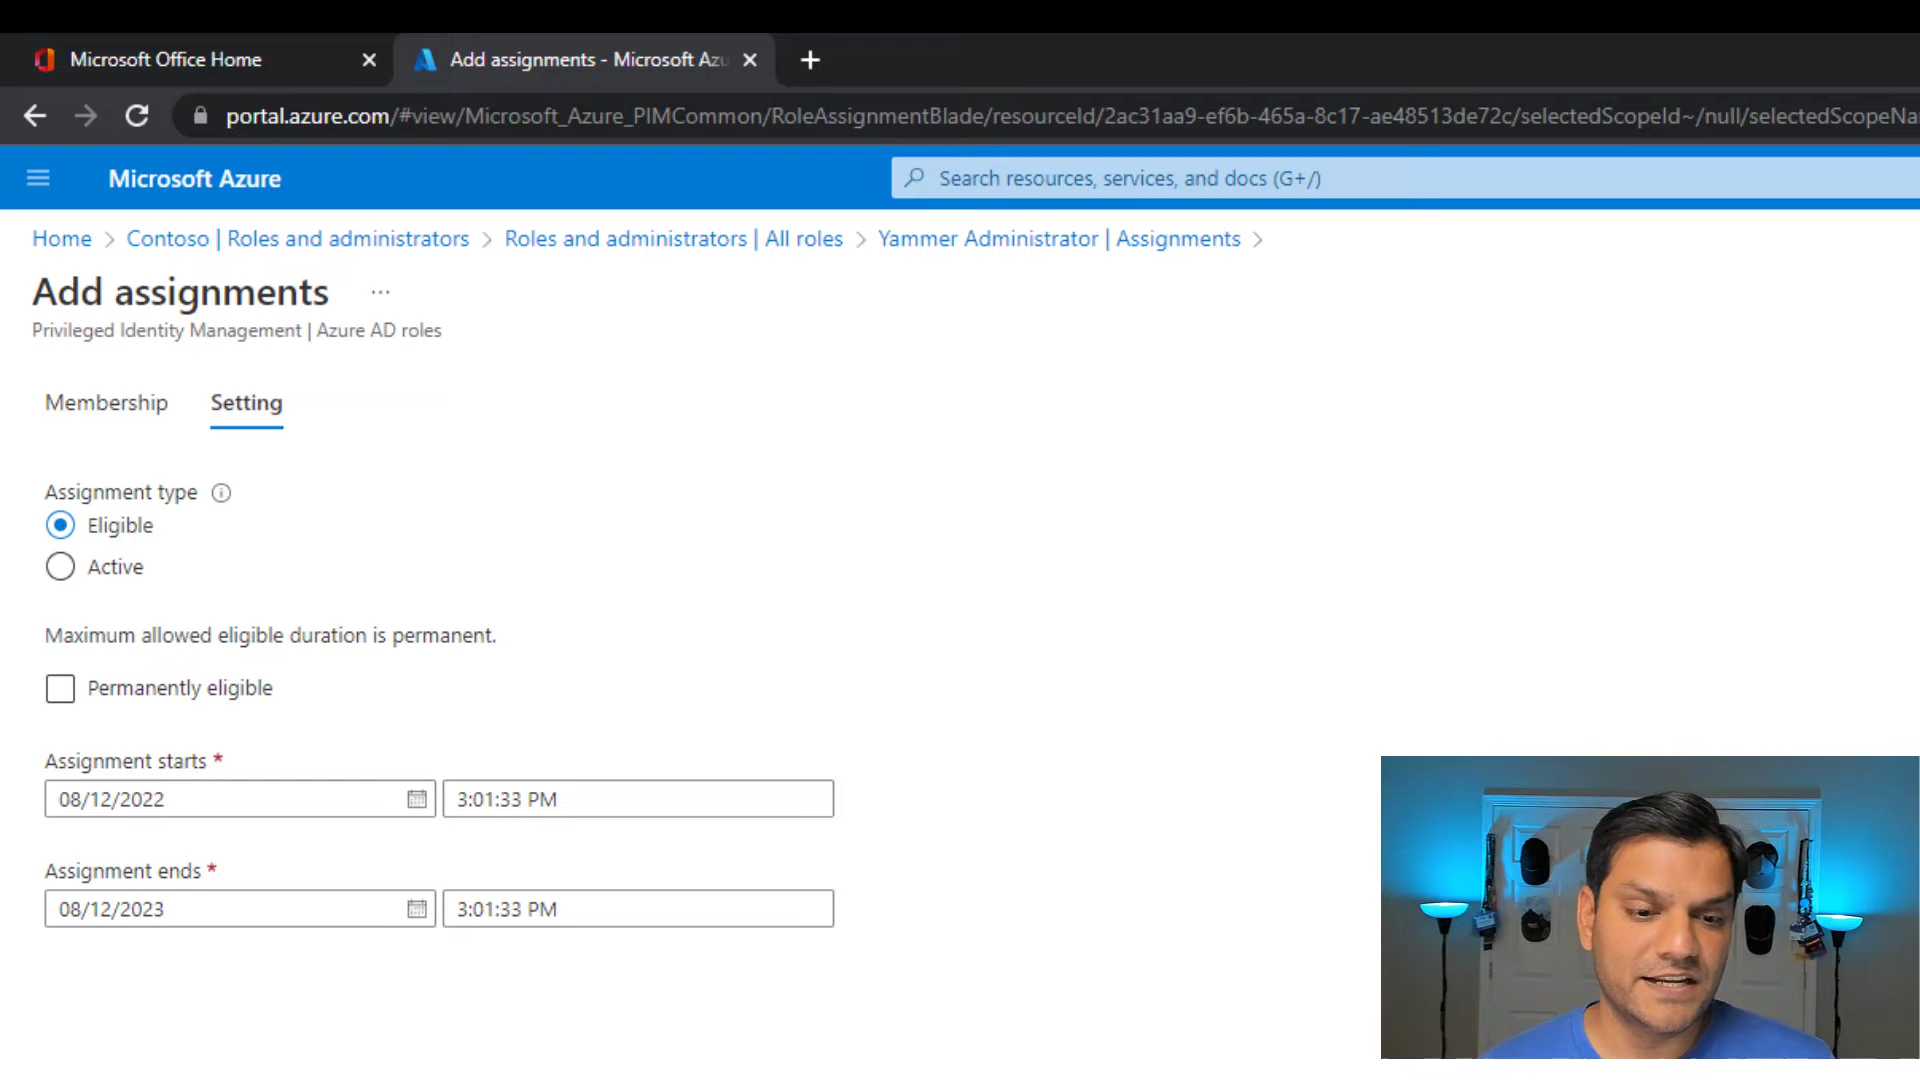 Microsoft Office Home
Add assignments - Microsoft Azu
portal.azure.com/#view/Microsoft_Azure_PIMCommon/RoleAssignmentBlade/resourceId/2ac31aa9-ef6b-465a-8c17-ae48513de72c/selectedScopeId~/null/selectedScopeNa
Microsoft Azure
Search resources, services, and docs (G+/)
Home > Contoso | Roles and administrators > Roles and administrators | All roles > Yammer Administrator | Assignments >
Add assignments ...
Privileged Identity Management | Azure AD roles
Membership Setting
Assignment type
Eligible
Active
Maximum allowed eligible duration is permanent.
Permanently eligible
Assignment starts *
08/12/2022 3:01:33 PM
Assignment ends *
08/12/2023 3:01:33 PM